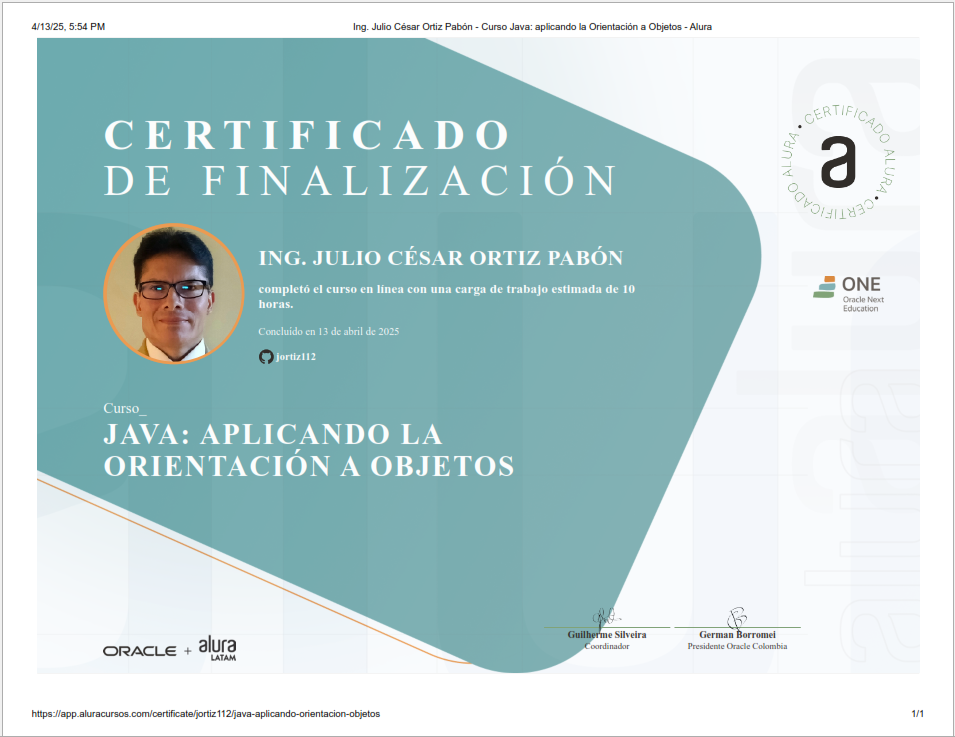 4/13/25, 5:54 PM
Ing. Julio César Ortiz Pabón - Curso Java: aplicando la Orientación a Objetos - Alura
CERTIFICADO
DE FINALIZACIÓN
CERTIFICADO ALURA • CERTIFICADO ALURA •
a
ING. JULIO CÉSAR ORTIZ PABÓN
completó el curso en línea con una carga de trabajo estimada de 10
horas.
Concluido en 13 de abril de 2025
jortiz112
ONE
Oracle Next
Education
Curso_
JAVA: APLICANDO LA
ORIENTACIÓN A OBJETOS
alura
alura
ORACLE + alura
LATAM
Guilherme Silveira
Coordinador
German Borromei
Presidente Oracle Colombia
https://app.aluracursos.com/certificate/jortiz112/java-aplicando-orientacion-objetos
1/1